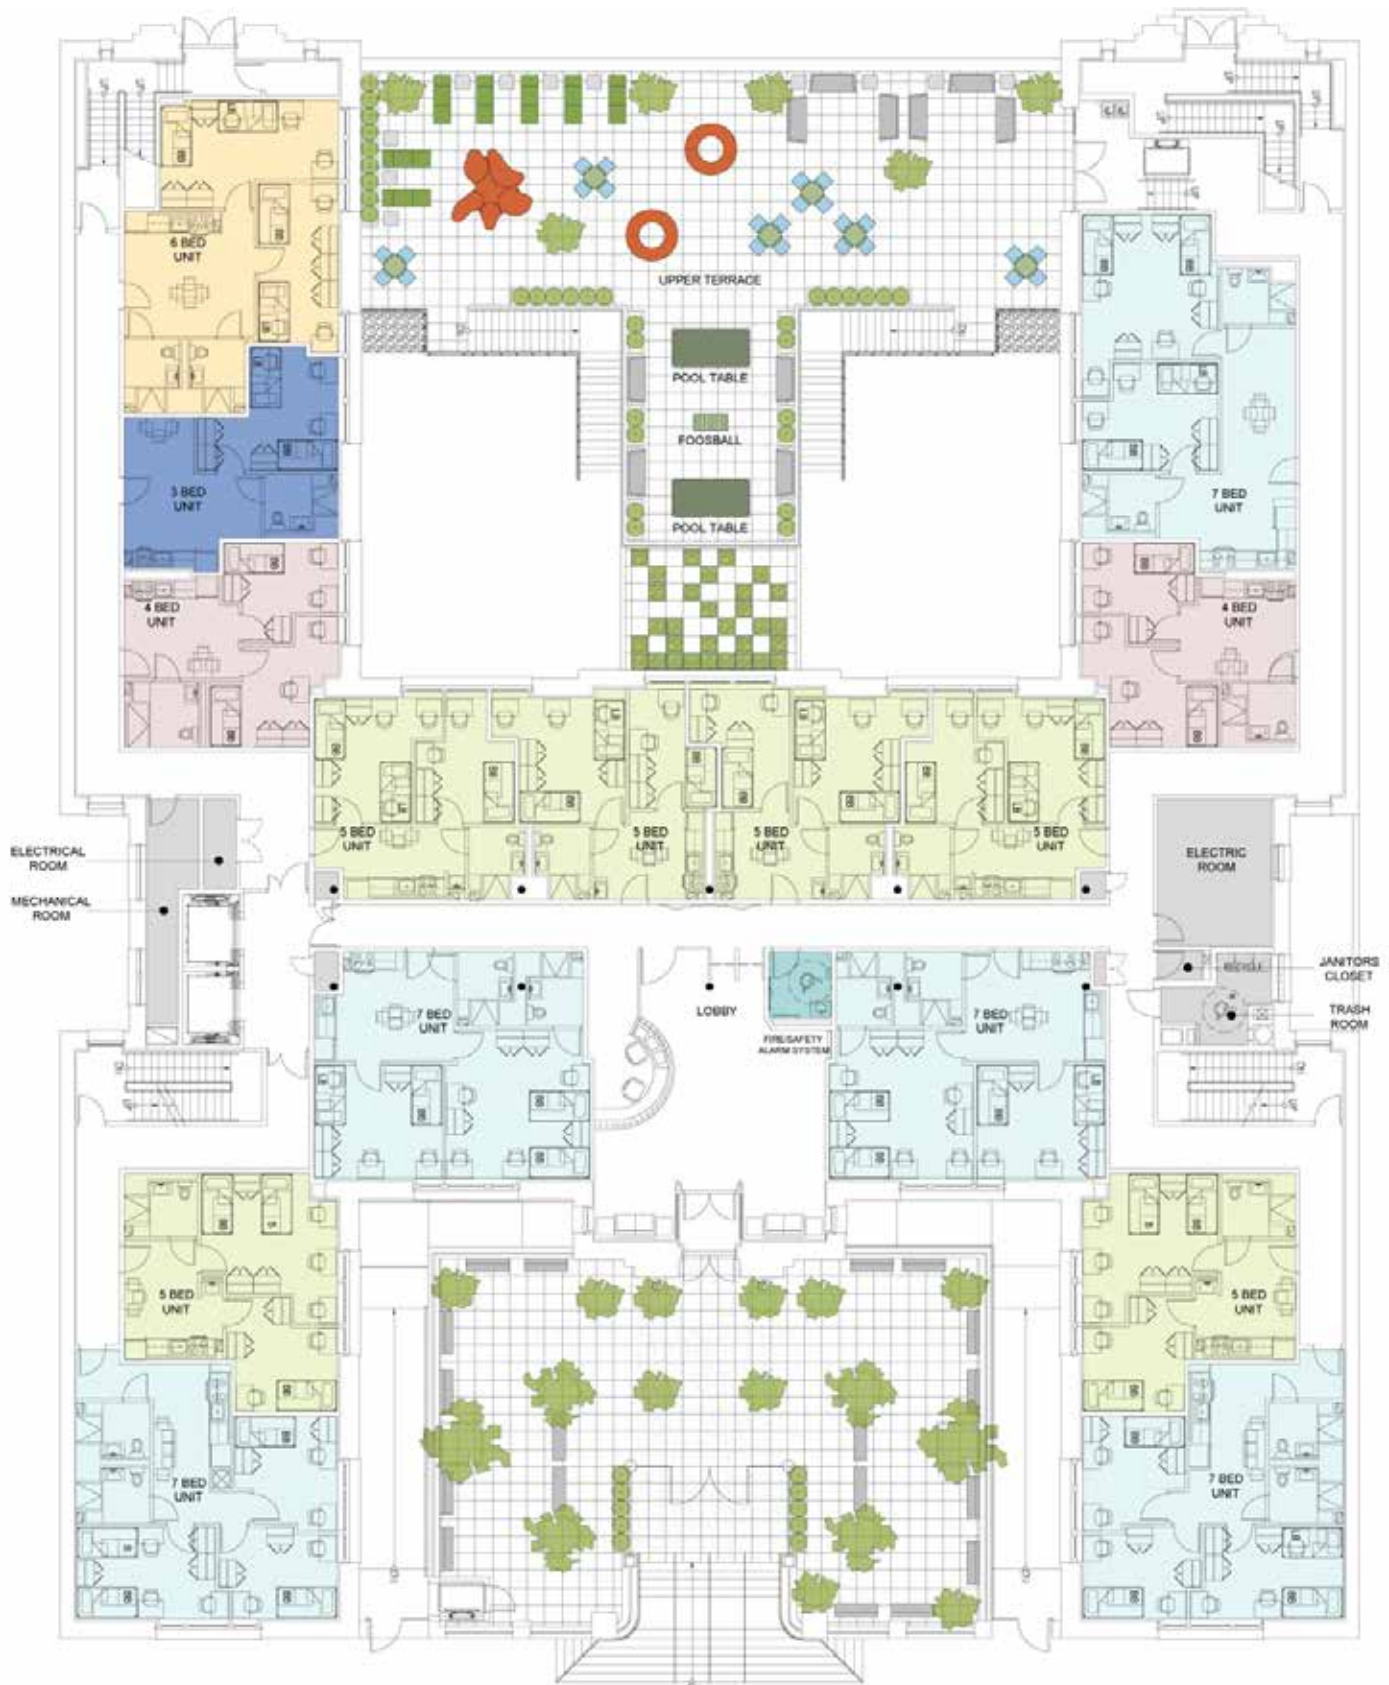 6 BED
UNIT
UPPER TERRACE
POOL TABLE
FOOSBALL
POOL TABLE
3 BED
UNIT
7 BED
UNIT
4 BED
UNIT
4 BED
UNIT
5 BED
UNIT
5 BED
UNIT
5 BED
UNIT
5 BED
UNIT
ELECTRICAL
ROOM
MECHANICAL
ROOM
ELECTRIC
ROOM
JANITORS
CLOSET
RECYCLE
TRASH
ROOM
7 BED
UNIT
LOBBY
FIRE/SAFETY
ALARM SYSTEM
7 BED
UNIT
5 BED
UNIT
5 BED
UNIT
7 BED
UNIT
7 BED
UNIT